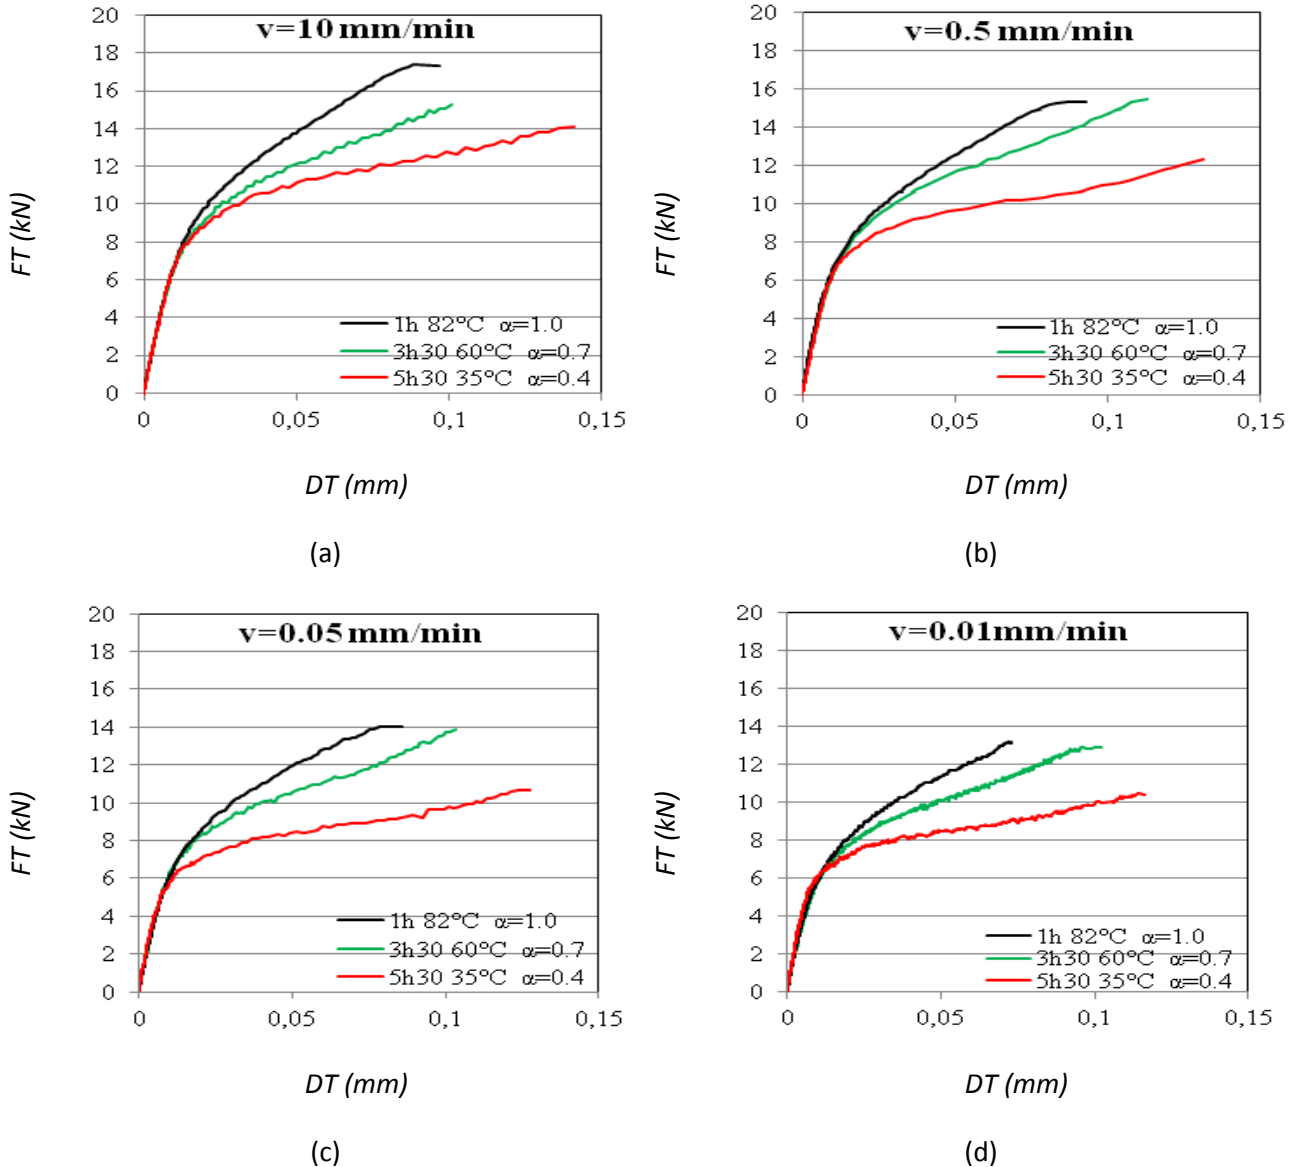 v=10 mm/min
20
18
16
14
12
10
8
6
4
2
0
FT (kN)
1h 82°C α=1.0
3h30 60°C α=0.7
5h30 35°C α=0.4
0 0,05 0,1 0,15
DT (mm)
(a)
v=0.5 mm/min
20
18
16
14
12
10
8
6
4
2
0
FT (kN)
1h 82°C α=1.0
3h30 60°C α=0.7
5h30 35°C α=0.4
0 0,05 0,1 0,15
DT (mm)
(b)
v=0.05 mm/min
20
18
16
14
12
10
8
6
4
2
0
FT (kN)
1h 82°C α=1.0
3h30 60°C α=0.7
5h30 35°C α=0.4
0 0,05 0,1 0,15
DT (mm)
(c)
v=0.01mm/min
20
18
16
14
12
10
8
6
4
2
0
FT (kN)
1h 82°C α=1.0
3h30 60°C α=0.7
5h30 35°C α=0.4
0 0,05 0,1 0,15
DT (mm)
(d)